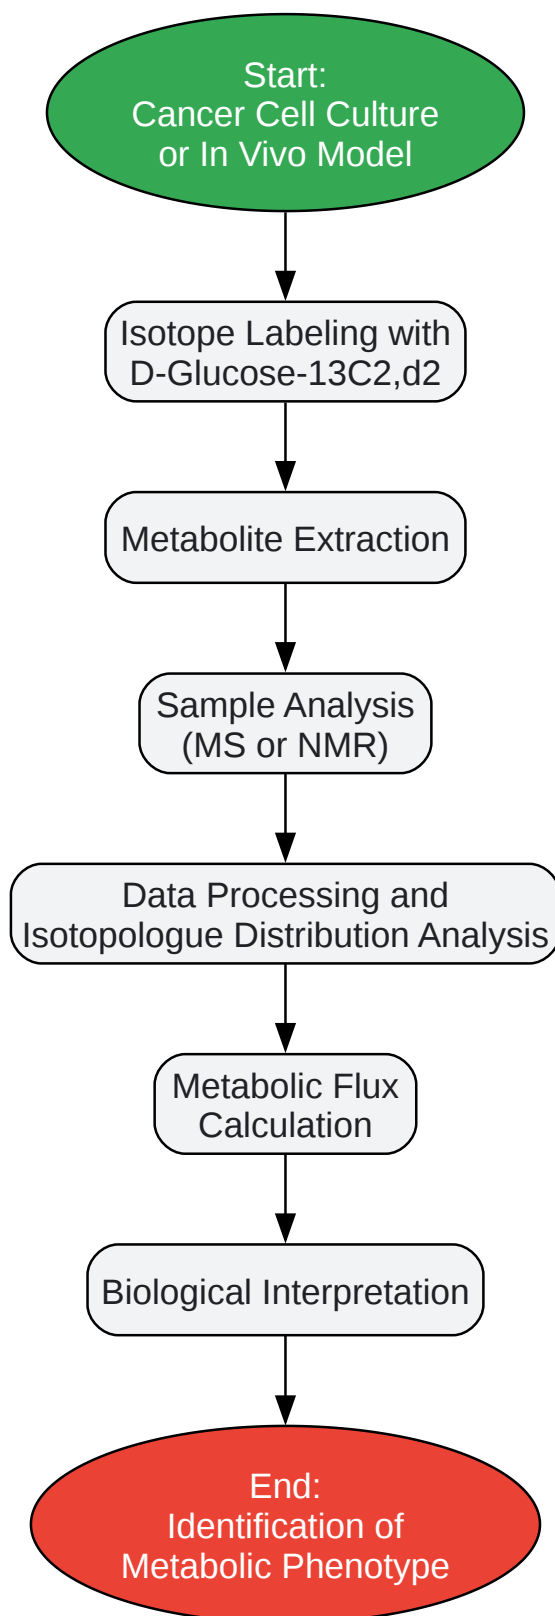 Start:
Cancer Cell Culture
or In Vivo Model
Isotope Labeling with
D-Glucose-13C2,d2
Metabolite Extraction
Sample Analysis
(MS or NMR)
Data Processing and
Isotopologue Distribution Analysis
Metabolic Flux
Calculation
Biological Interpretation
End:
Identification of
Metabolic Phenotype